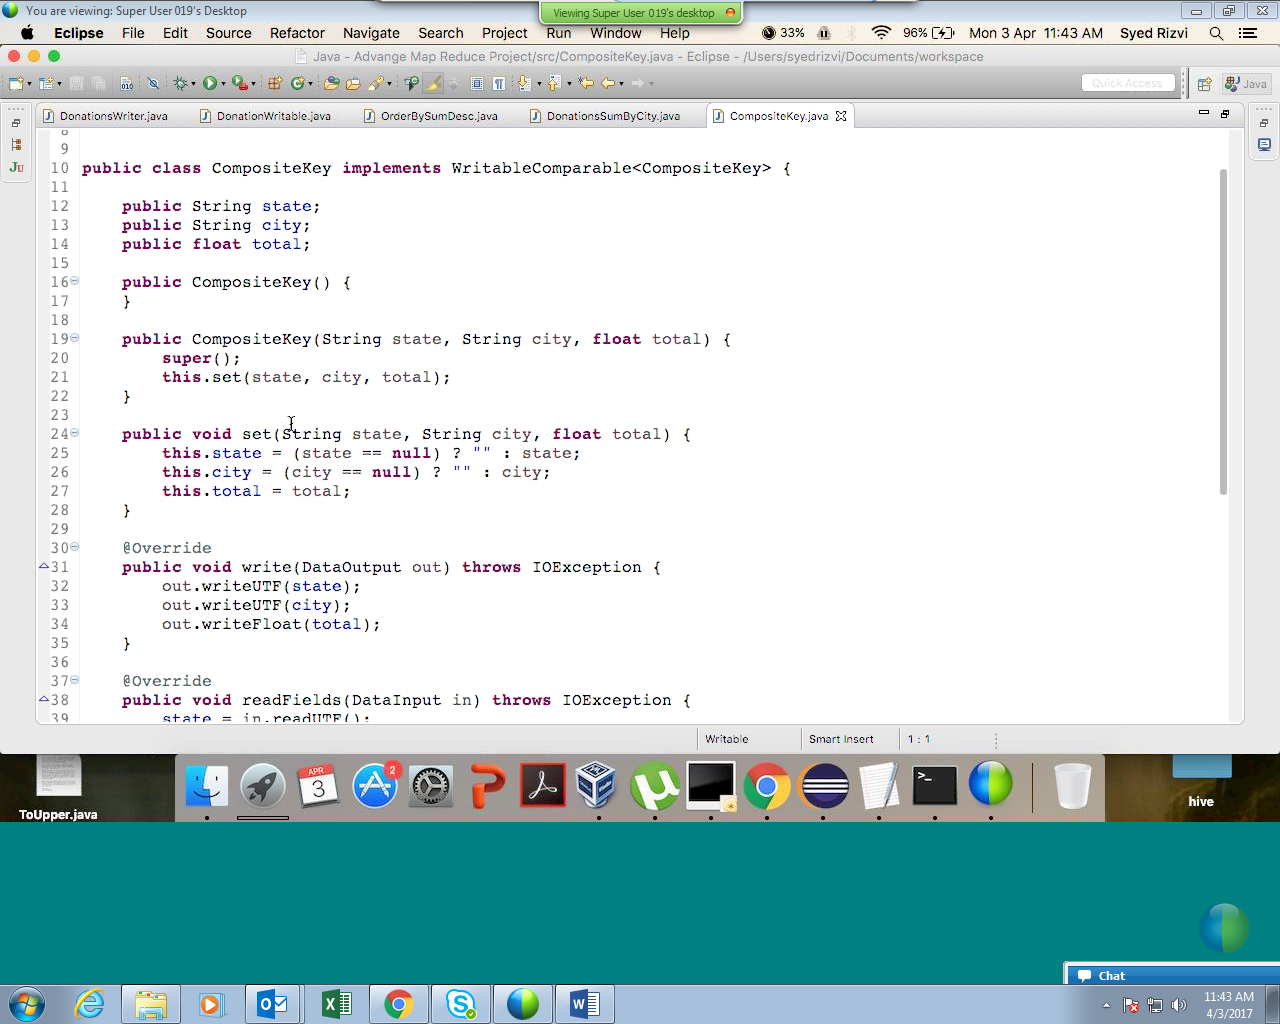 You are viewing: Super User 019's Desktop
Viewing Super User 019's desktop
Eclipse File Edit Source Refactor Navigate Search Project Run Window Help 33% 96% Mon 3 Apr 11:43 AM Syed Rizvi
Java - Advange Map Reduce Project/src/CompositeKey.java - Eclipse - /Users/syedrizvi/Documents/workspace
Quick Access Java
DonationsWriter.java DonationWritable.java OrderBySumDesc.java DonationsSumByCity.java CompositeKey.java
8
9
10 public class CompositeKey implements WritableComparable<CompositeKey> {
11
12 public String state;
13 public String city;
14 public float total;
15
16 public CompositeKey() {
17 }
18
19 public CompositeKey(String state, String city, float total) {
20 super();
21 this.set(state, city, total);
22 }
23
24 public void set(String state, String city, float total) {
25 this.state = (state == null) ? "" : state;
26 this.city = (city == null) ? "" : city;
27 this.total = total;
28 }
29
30 @Override
31 public void write(DataOutput out) throws IOException {
32 out.writeUTF(state);
33 out.writeUTF(city);
34 out.writeFloat(total);
35 }
36
37 @Override
38 public void readFields(DataInput in) throws IOException {
39 state = in.readUTF();
Writable Smart Insert 1 : 1
APR
3
2
ToUpper.java
hive
Chat
11:43 AM
4/3/2017